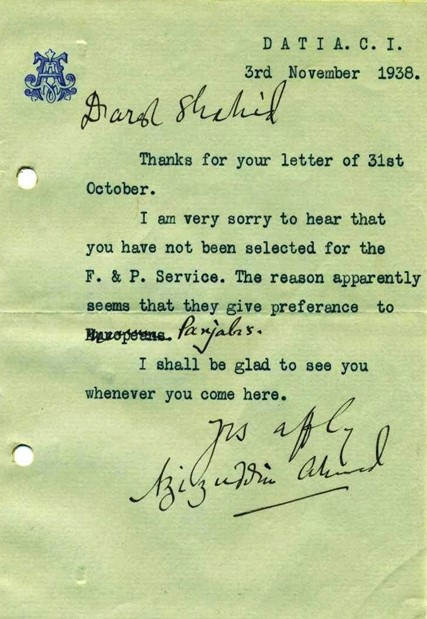 DATIA. C. I.
3rd November 1938.
Dear Shahid
Thanks for your letter of 31st
October.
I am very sorry to hear that
you have not been selected for the
F. & P. Service. The reason apparently
seems that they give preferance to
Europeans. Panjabis.
I shall be glad to see you
whenever you come here.
Yrs affly
Azizuddin Ahmed